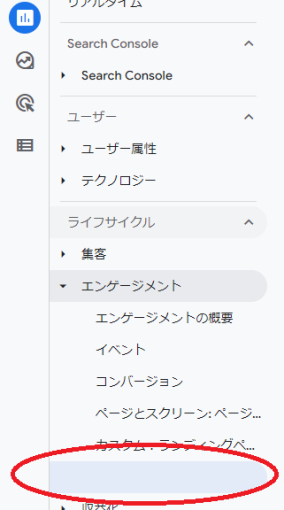 リアルタイム
Search Console
Search Console
ユーザー
ユーザー属性
テクノロジー
ライフサイクル
集客
エンゲージメント
エンゲージメントの概要
イベント
コンバージョン
ページとスクリーン: ページ...
カスタム：ランディングペ...
収益化